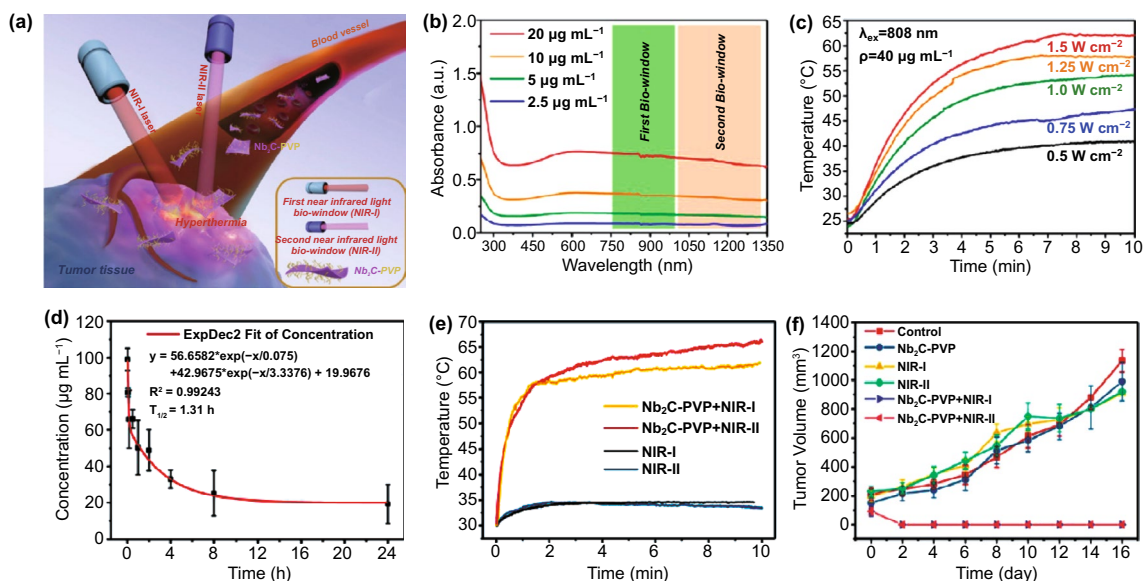 (a)
Blood vessel
NIR-I laser
NIR-II laser
Nb₂C-PVP
Hyperthermia
Tumor tissue
First near infrared light
bio-window (NIR-I)
Second near infrared light
bio-window (NIR-II)
Nb₂C-PVP
(b)
20 µg mL⁻¹
10 µg mL⁻¹
5 µg mL⁻¹
2.5 µg mL⁻¹
First Bio-window
Second Bio-window
Absorbance (a.u.)
2.0
1.5
1.0
0.5
0.0
250 450 600 750 900 1050 1200 1350
Wavelength (nm)
(c)
λex=808 nm
ρ=40 µg mL⁻¹
1.5 W cm⁻²
1.25 W cm⁻²
1.0 W cm⁻²
0.75 W cm⁻²
0.5 W cm⁻²
Temperature (°C)
65
60
55
50
45
40
35
30
25
0 1 2 3 4 5 6 7 8 9 10
Time (min)
(d)
ExpDec2 Fit of Concentration
y = 56.6582*exp(−x/0.075)
+42.9675*exp(−x/3.3376) + 19.9676
R² = 0.99243
T1/2 = 1.31 h
Concentration (µg mL⁻¹)
120
100
80
60
40
20
0
0 4 8 12 16 20 24
Time (h)
(e)
Nb₂C-PVP+NIR-I
Nb₂C-PVP+NIR-II
NIR-I
NIR-II
Temperature (°C)
70
65
60
55
50
45
40
35
30
0 2 4 6 8 10
Time (min)
(f)
Control
Nb₂C-PVP
NIR-I
NIR-II
Nb₂C-PVP+NIR-I
Nb₂C-PVP+NIR-II
Tumor Volume (mm³)
1400
1200
1000
800
600
400
200
0
0 2 4 6 8 10 12 14 16
Time (day)